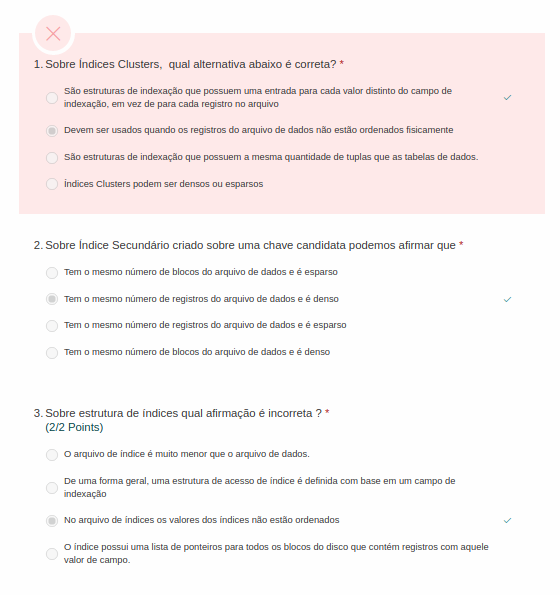 1. Sobre Índices Clusters, qual alternativa abaixo é correta? *
São estruturas de indexação que possuem uma entrada para cada valor distinto do campo de
indexação, em vez de para cada registro no arquivo
Devem ser usados quando os registros do arquivo de dados não estão ordenados fisicamente
São estruturas de indexação que possuem a mesma quantidade de tuplas que as tabelas de dados.
Índices Clusters podem ser densos ou esparsos
2. Sobre Índice Secundário criado sobre uma chave candidata podemos afirmar que *
Tem o mesmo número de blocos do arquivo de dados e é esparso
Tem o mesmo número de registros do arquivo de dados e é denso
Tem o mesmo número de registros do arquivo de dados e é esparso
Tem o mesmo número de blocos do arquivo de dados e é denso
3. Sobre estrutura de índices qual afirmação é incorreta ? *
(2/2 Points)
O arquivo de índice é muito menor que o arquivo de dados.
De uma forma geral, uma estrutura de acesso de índice é definida com base em um campo de
indexação
No arquivo de índices os valores dos índices não estão ordenados
O índice possui uma lista de ponteiros para todos os blocos do disco que contém registros com aquele
valor de campo.